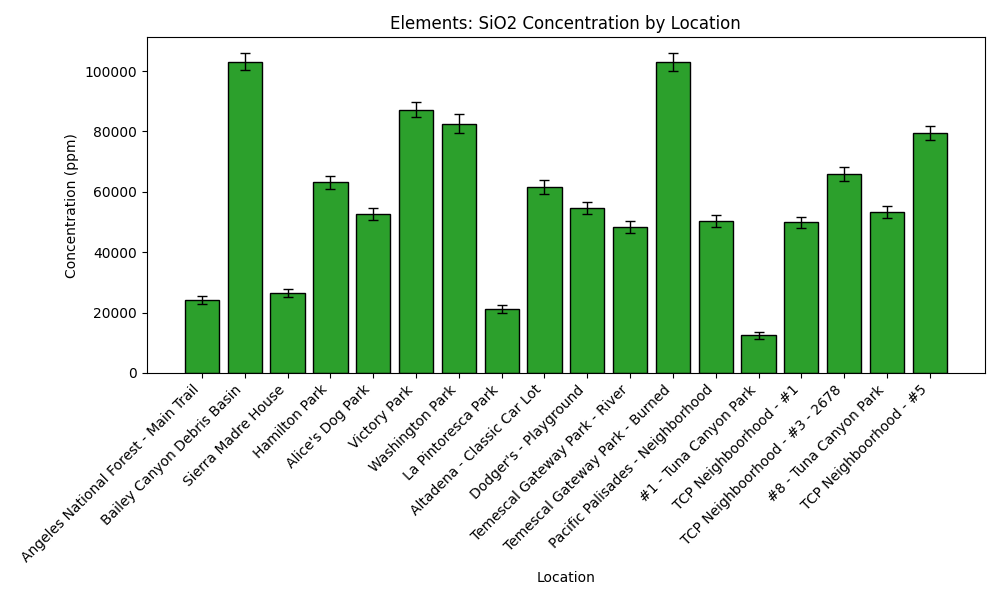 Elements: SiO2 Concentration by Location
Concentration (ppm)
100000
80000
60000
40000
20000
0
Angeles National Forest - Main Trail
Bailey Canyon Debris Basin
Sierra Madre House
Hamilton Park
Alice's Dog Park
Victory Park
Washington Park
La Pintoresca Park
Altadena - Classic Car Lot
Dodger's - Playground
Temescal Gateway Park - River
Temescal Gateway Park - Burned
Pacific Palisades - Neighborhood
#1 - Tuna Canyon Park
TCP Neighboorhood - #1
TCP Neighboorhood - #3 - 2678
#8 - Tuna Canyon Park
TCP Neighboorhood - #5
Location